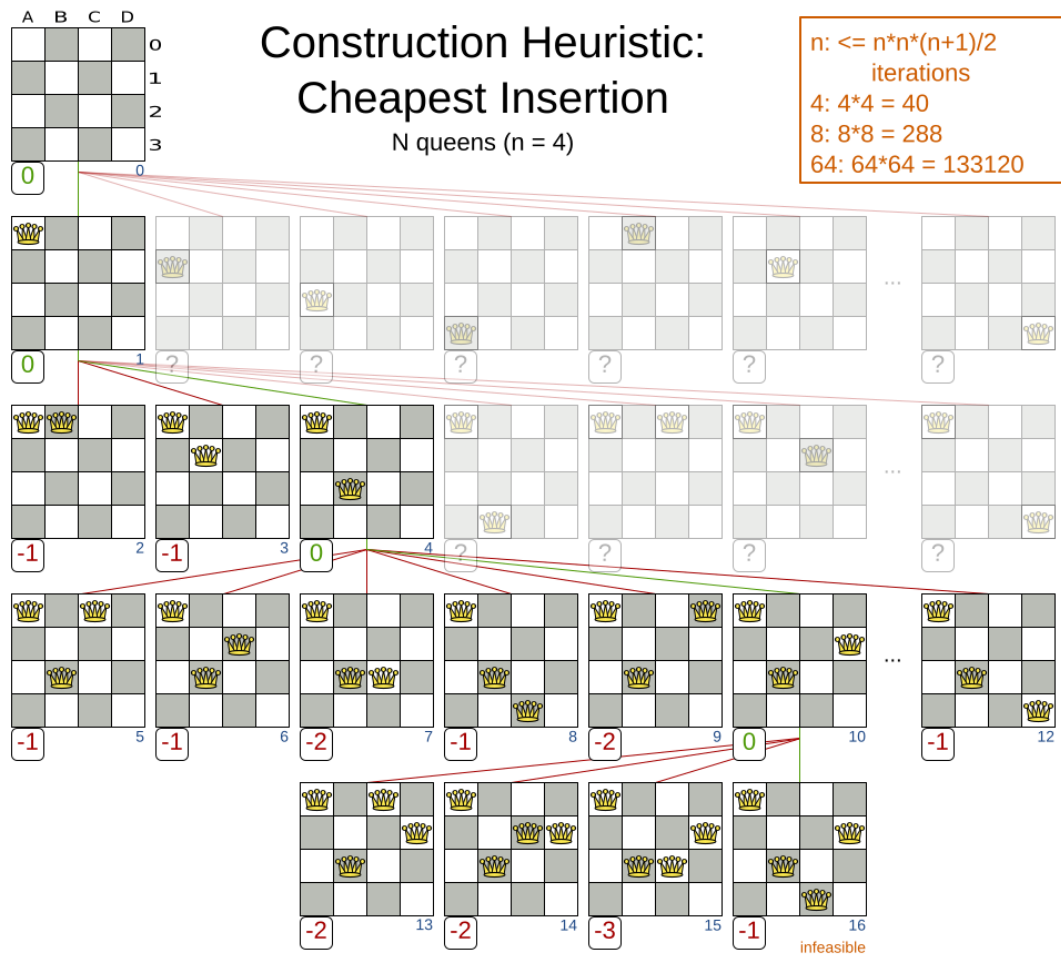 A B C D
0
1
2
3
Construction Heuristic:
Cheapest Insertion
N queens (n = 4)
n: <= n*n*(n+1)/2
iterations
4: 4*4 = 40
8: 8*8 = 288
64: 64*64 = 133120
0 0
...
0 1 ? ? ? ? ? ?
...
-1 2 -1 3 0 4 ? ? ? ?
...
-1 5 -1 6 -2 7 -1 8 -2 9 0 10 -1 12
-2 13 -2 14 -3 15 -1 16
infeasible